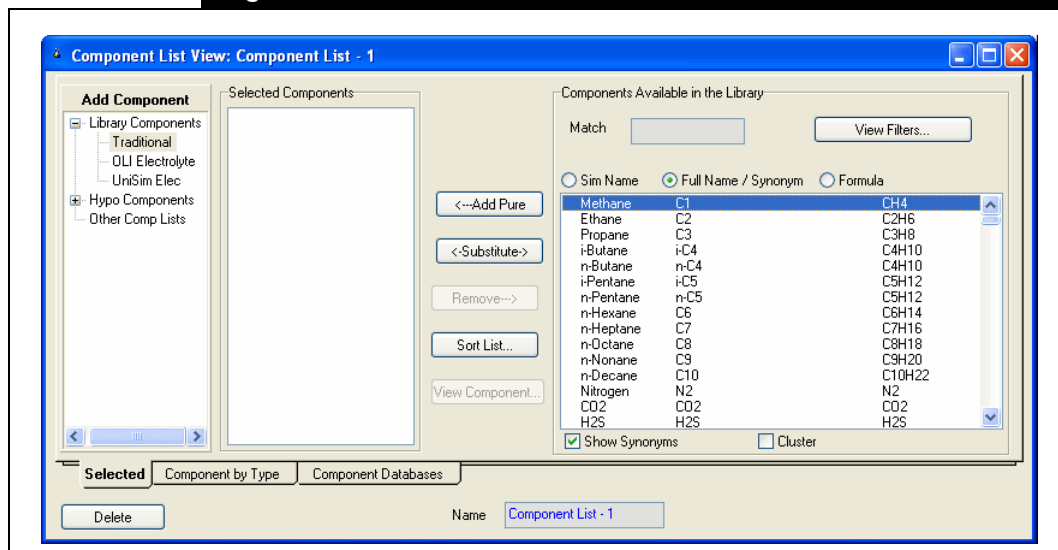 Component List View: Component List - 1
Add Component
Library Components
Traditional
OLI Electrolyte
UniSim Elec
Hypo Components
Other Comp Lists
Selected Components
<---Add Pure
<-Substitute->
Remove--->
Sort List...
View Component...
Components Available in the Library
Match
View Filters...
Sim Name Full Name / Synonym Formula
Methane C1 CH4
Ethane C2 C2H6
Propane C3 C3H8
i-Butane i-C4 C4H10
n-Butane n-C4 C4H10
i-Pentane i-C5 C5H12
n-Pentane n-C5 C5H12
n-Hexane C6 C6H14
n-Heptane C7 C7H16
n-Octane C8 C8H18
n-Nonane C9 C9H20
n-Decane C10 C10H22
Nitrogen N2 N2
CO2 CO2 CO2
H2S H2S H2S
Show Synonyms Cluster
Selected Component by Type Component Databases
Delete
Name Component List - 1